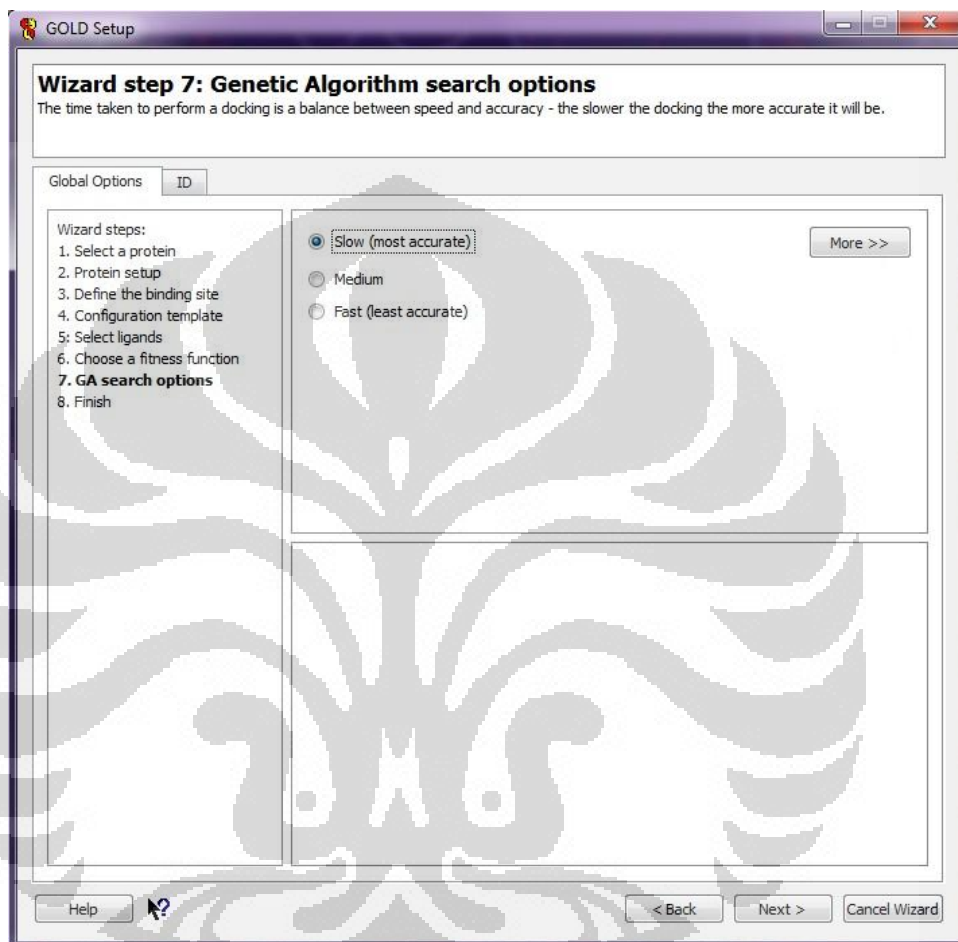 GOLD Setup
Wizard step 7: Genetic Algorithm search options
The time taken to perform a docking is a balance between speed and accuracy - the slower the docking the more accurate it will be.
Global Options
ID
Wizard steps:
1. Select a protein
2. Protein setup
3. Define the binding site
4. Configuration template
5: Select ligands
6. Choose a fitness function
7. GA search options
8. Finish
Slow (most accurate)
Medium
Fast (least accurate)
More >>
Help
?
< Back
Next >
Cancel Wizard